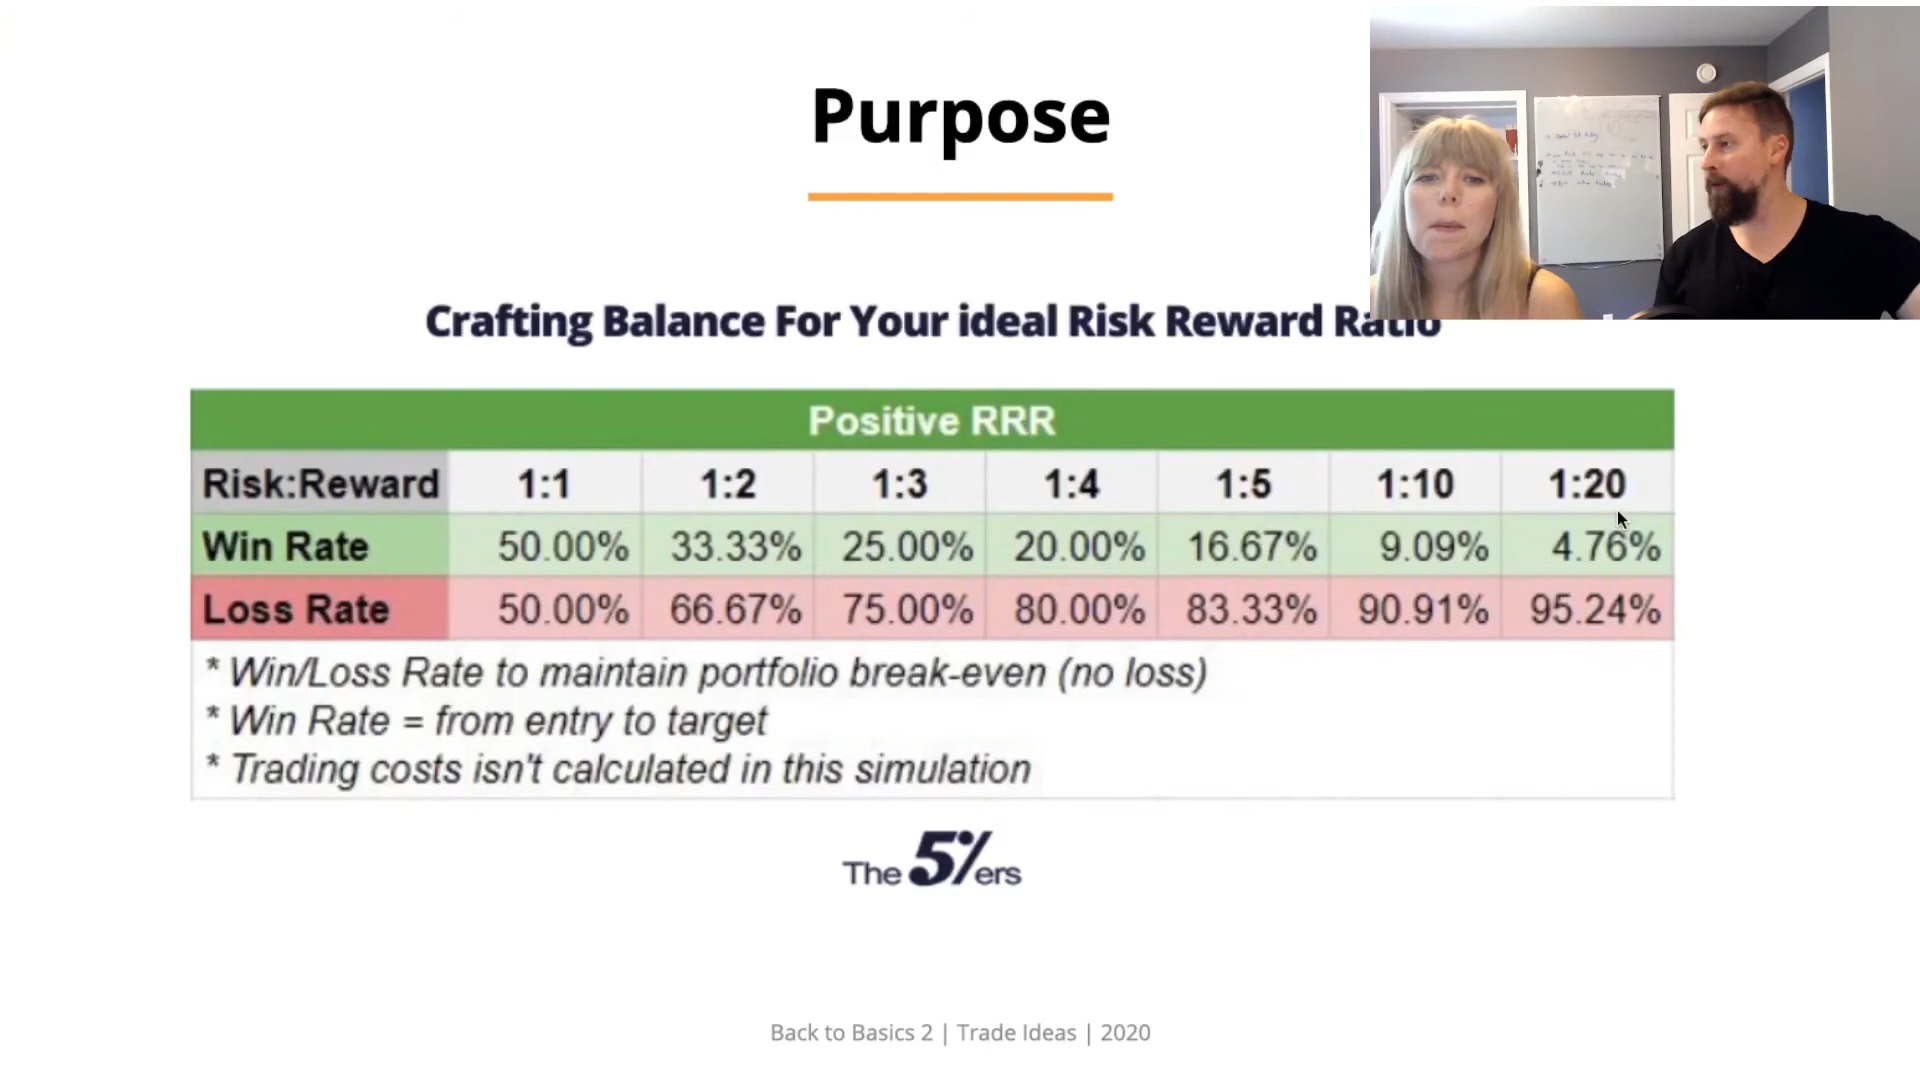 Purpose
Crafting Balance For Your ideal Risk Reward Ratio
Positive RRR
Risk:Reward 1:1 1:2 1:3 1:4 1:5 1:10 1:20
Win Rate 50.00% 33.33% 25.00% 20.00% 16.67% 9.09% 4.76%
Loss Rate 50.00% 66.67% 75.00% 80.00% 83.33% 90.91% 95.24%
* Win/Loss Rate to maintain portfolio break-even (no loss)
* Win Rate = from entry to target
* Trading costs isn't calculated in this simulation
The 5%ers
Back to Basics 2 | Trade Ideas | 2020